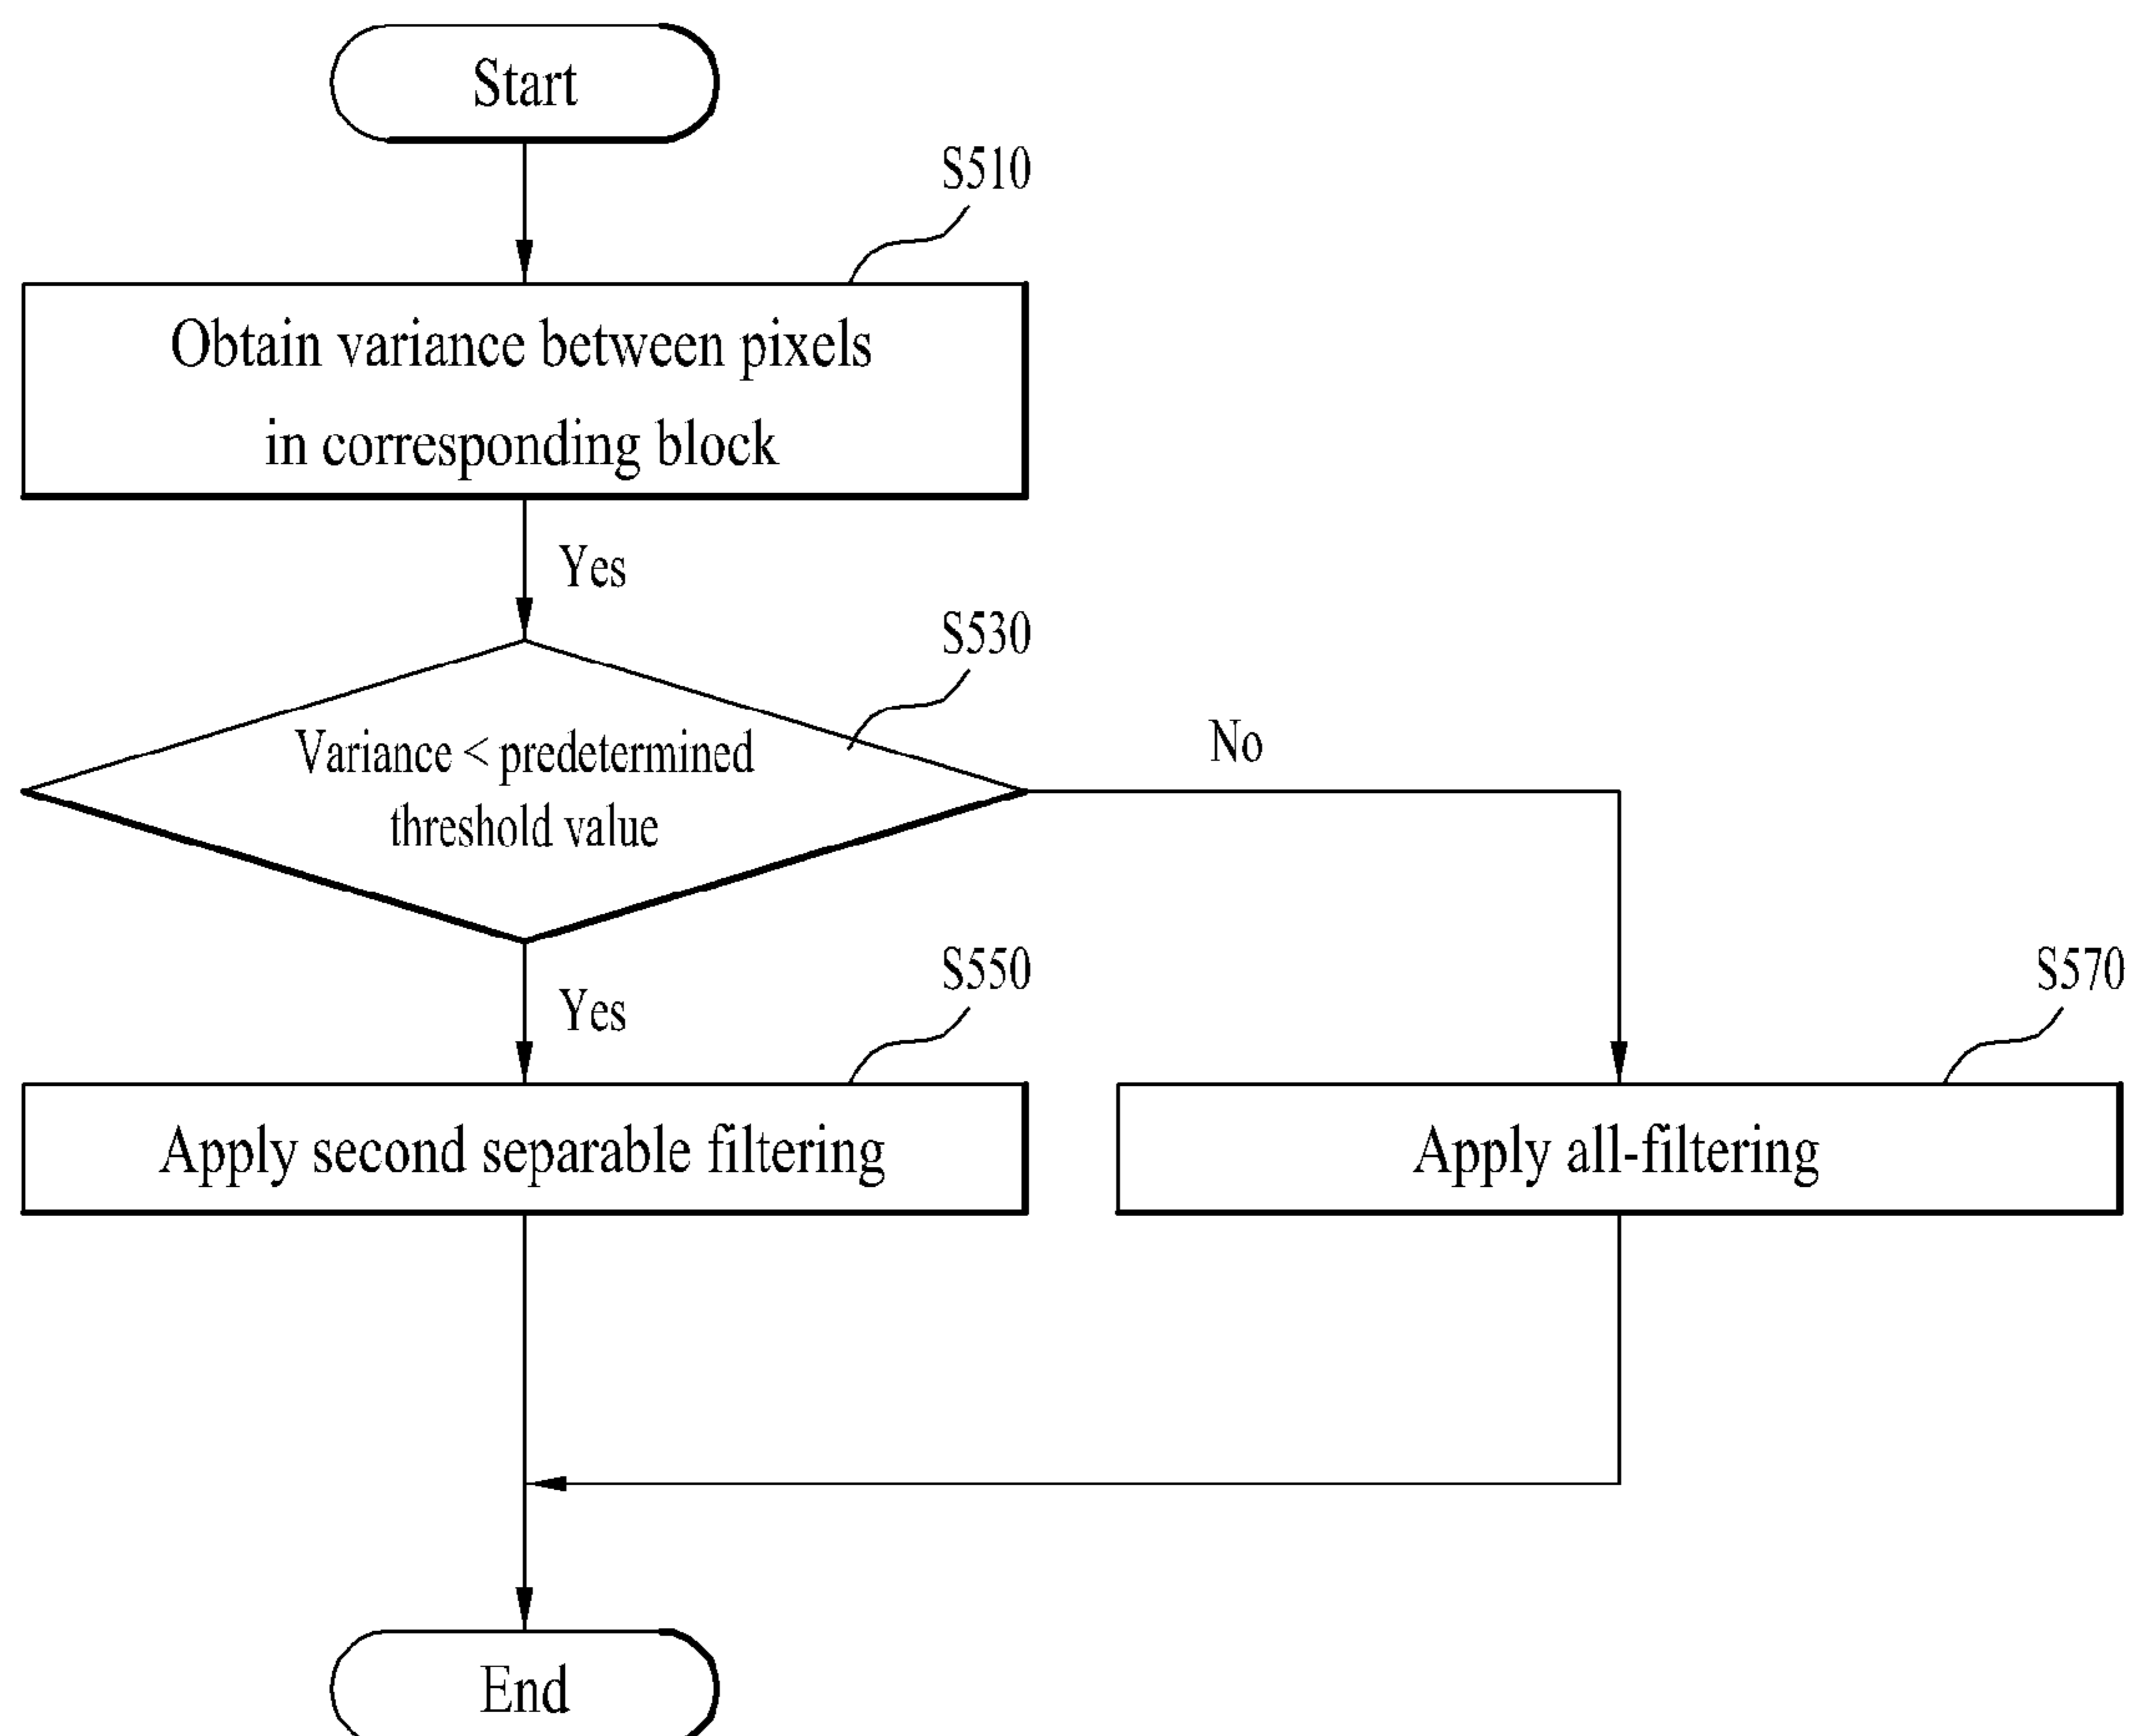 Start
S510
Obtain variance between pixels
in corresponding block
Yes
S530
Variance < predetermined
threshold value
No
Yes
S550
S570
Apply second separable filtering
Apply all-filtering
End